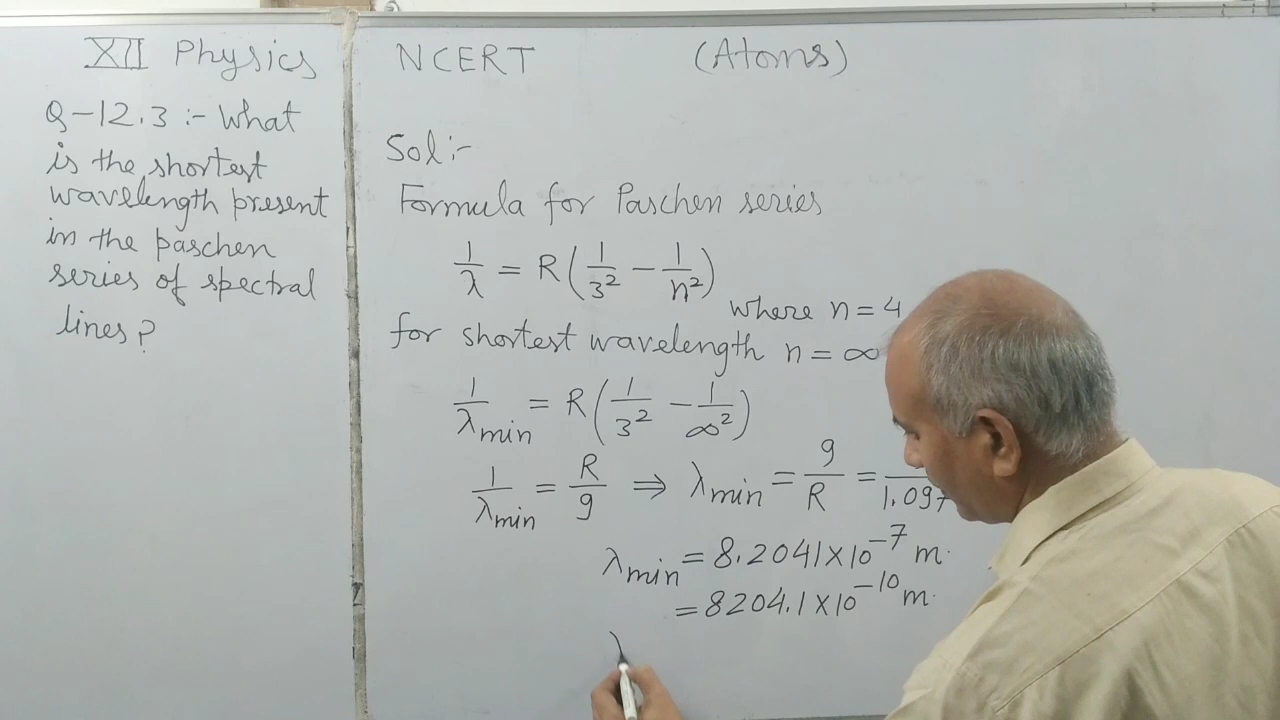 XII Physics
Q-12.3 :- What
is the shortest
wavelength present
in the paschen
series of spectral
lines?
NCERT (Atoms)
Sol:-
Formula for Paschen series
1/λ = R(1/3² - 1/n²)
where n = 4
for shortest wavelength n = ∞
1/λmin = R(1/3² - 1/∞²)
1/λmin = R/9 ⇒ λmin = 9/R = /1.097
λmin = 8.2041×10⁻⁷ m.
= 8204.1×10⁻¹⁰ m.